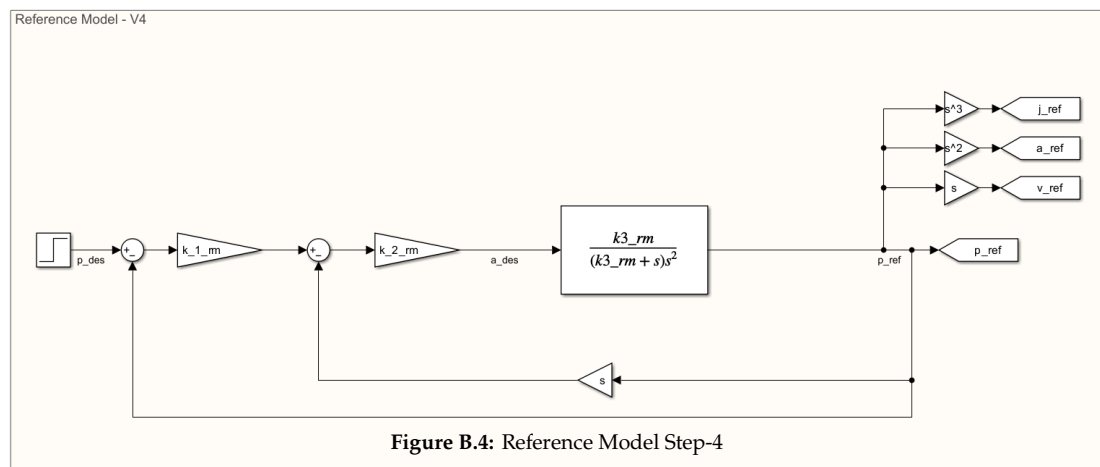 Reference Model - V4
s^3
j_ref
s^2
a_ref
s
v_ref
+
-
k_1_rm
+
-
k_2_rm
k3_rm
(k3_rm + s)s²
p_des
a_des
p_ref
p_ref
s
Figure B.4: Reference Model Step-4